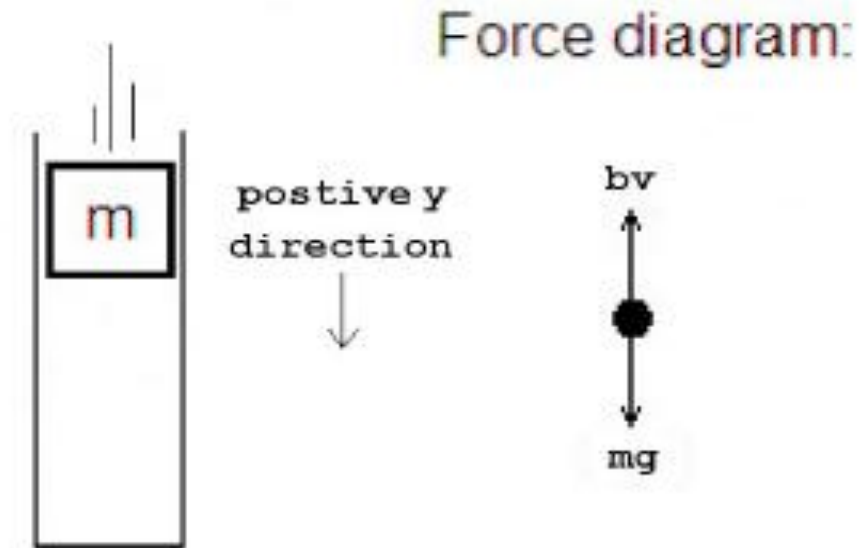 Force diagram:
m
postive y
direction
bv
mg